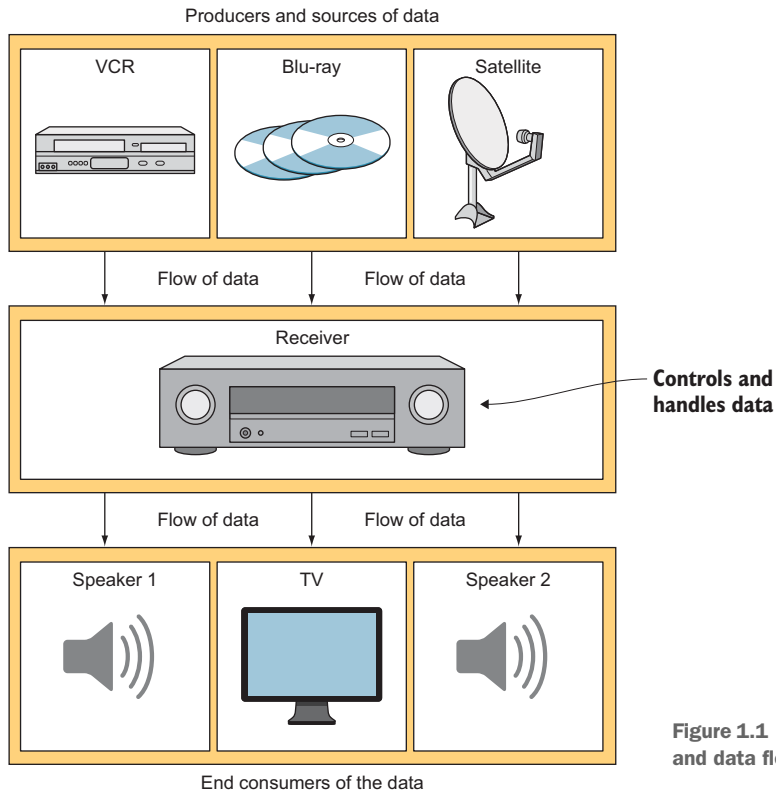 Producers and sources of data
VCR
Blu-ray
Satellite
Flow of data
Flow of data
Receiver
Controls and
handles data
Flow of data
Flow of data
Speaker 1
TV
Speaker 2
End consumers of the data
Figure 1.1
and data